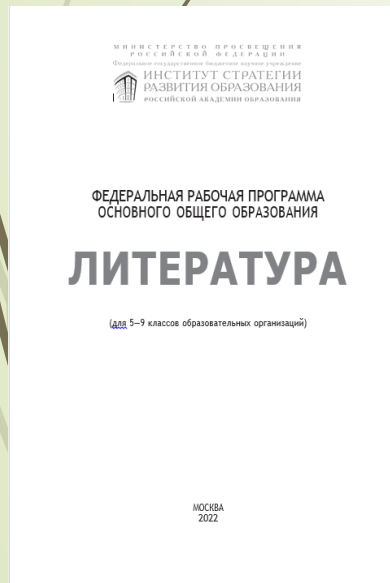 МИНИСТЕРСТВО ПРОСВЕЩЕНИЯ
РОССИЙСКОЙ ФЕДЕРАЦИИ
Федеральное государственное бюджетное научное учреждение
ИНСТИТУТ СТРАТЕГИИ
РАЗВИТИЯ ОБРАЗОВАНИЯ
РОССИЙСКОЙ АКАДЕМИИ ОБРАЗОВАНИЯ
ФЕДЕРАЛЬНАЯ РАБОЧАЯ ПРОГРАММА
ОСНОВНОГО ОБЩЕГО ОБРАЗОВАНИЯ
ЛИТЕРАТУРА
(для 5–9 классов образовательных организаций)
МОСКВА
2022